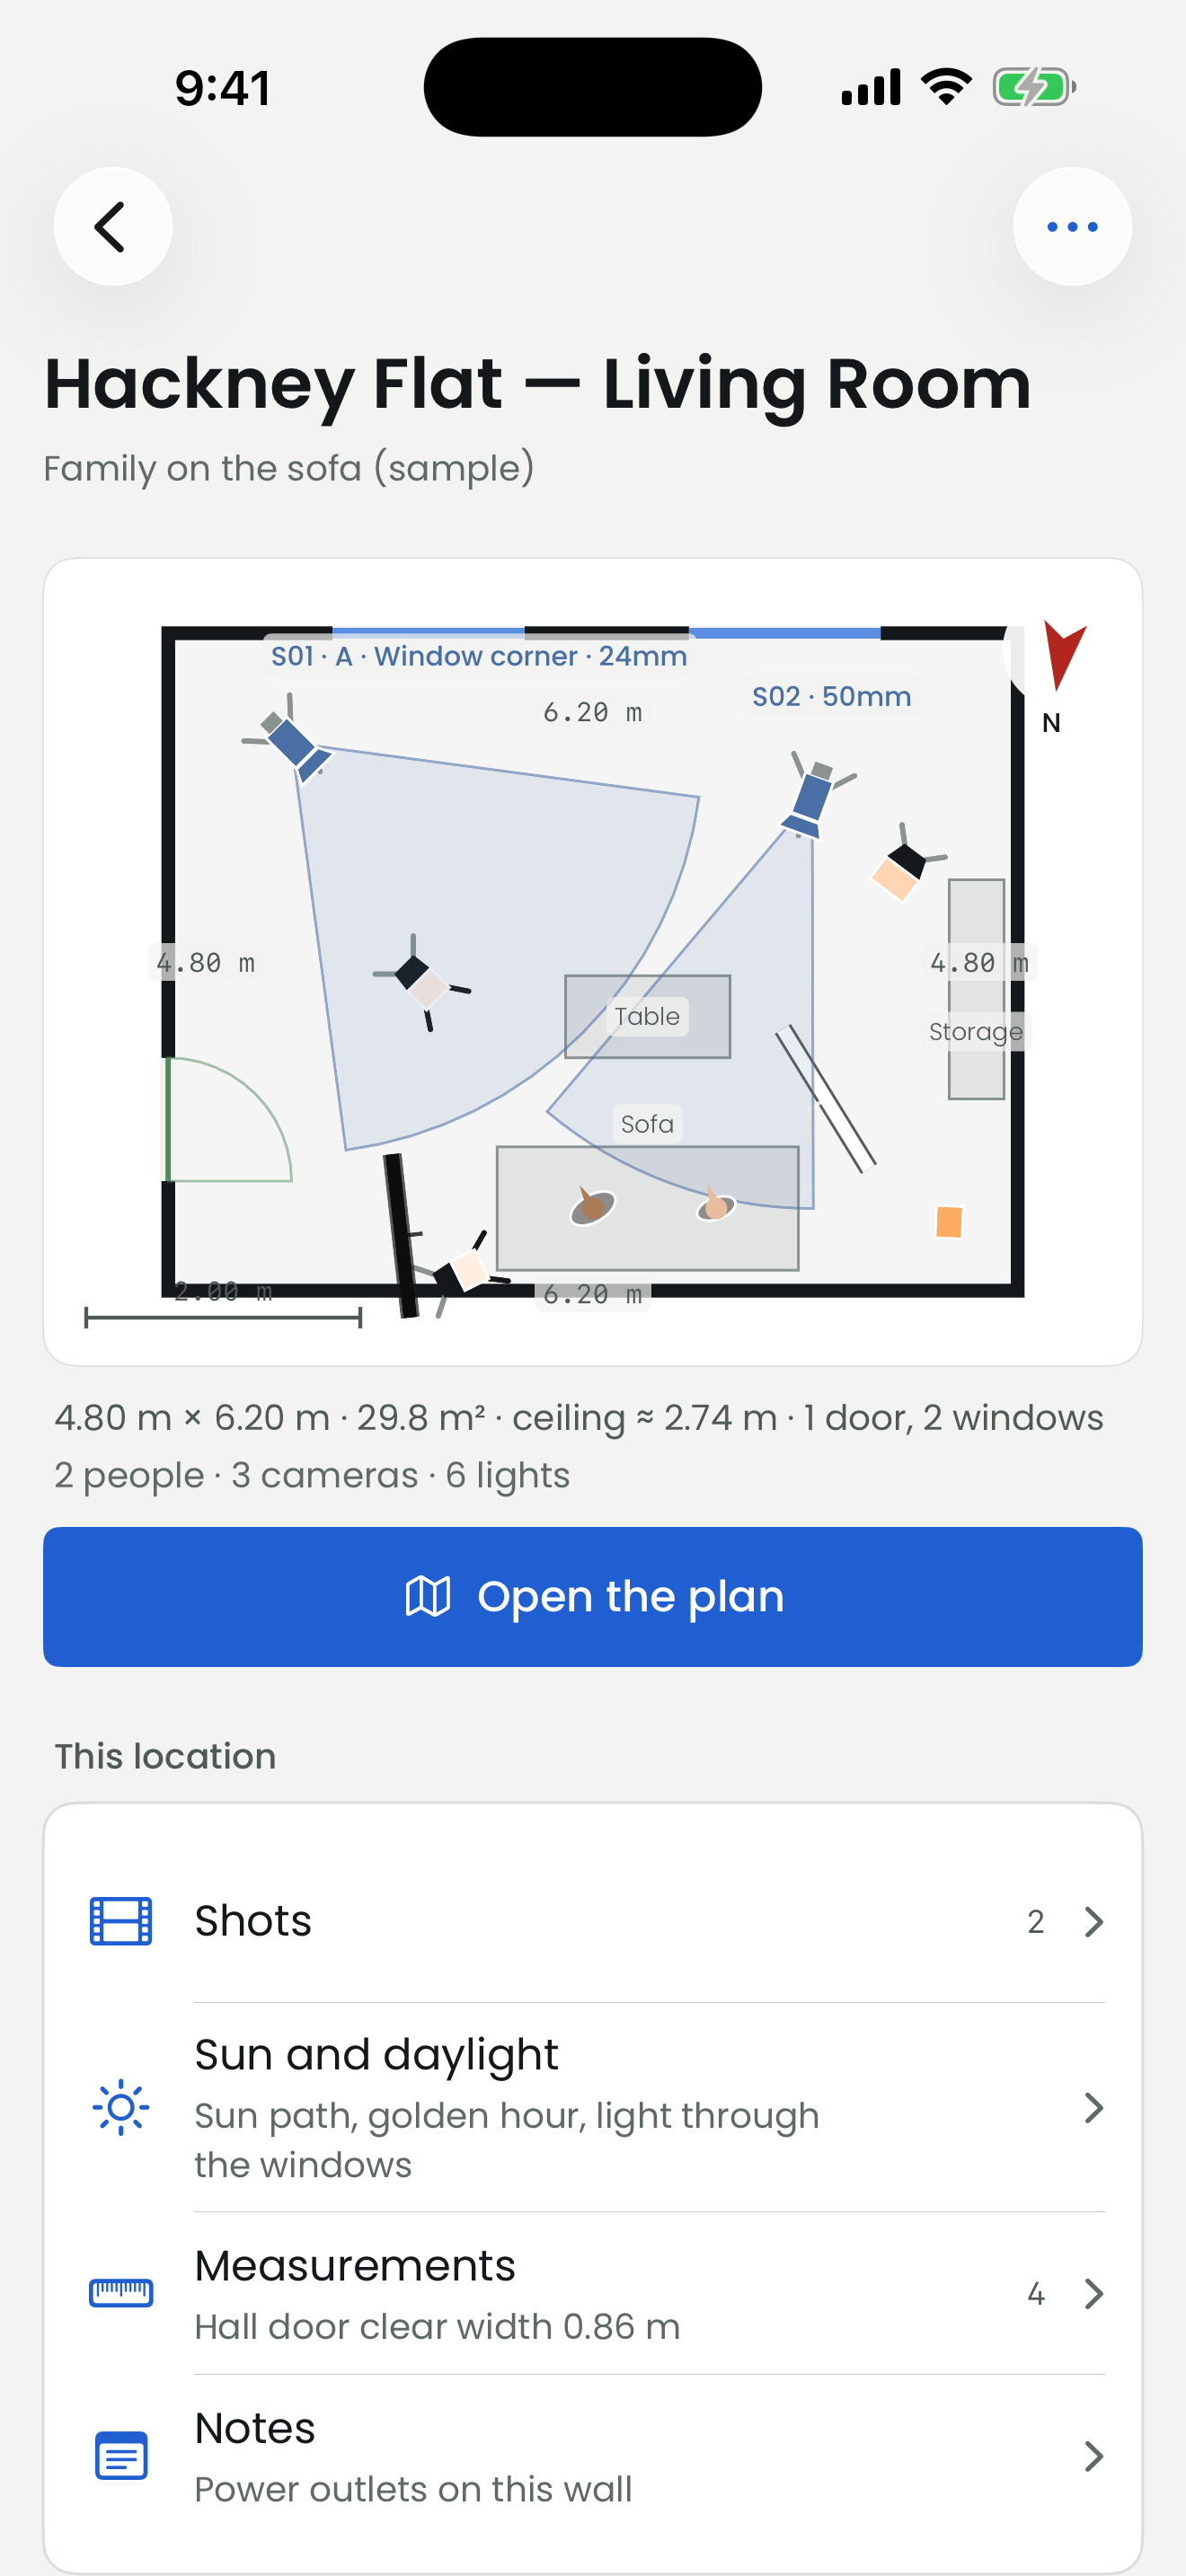 9:41
Hackney Flat — Living Room
Family on the sofa (sample)
S01 · A · Window corner · 24mm
S02 · 50mm
6.20 m
N
4.80 m
4.80 m
Table
Storage
Sofa
2.00 m
6.20 m
4.80 m × 6.20 m · 29.8 m² · ceiling ≈ 2.74 m · 1 door, 2 windows
2 people · 3 cameras · 6 lights
Open the plan
This location
Shots
2
Sun and daylight
Sun path, golden hour, light through
the windows
Measurements
4
Hall door clear width 0.86 m
Notes
Power outlets on this wall